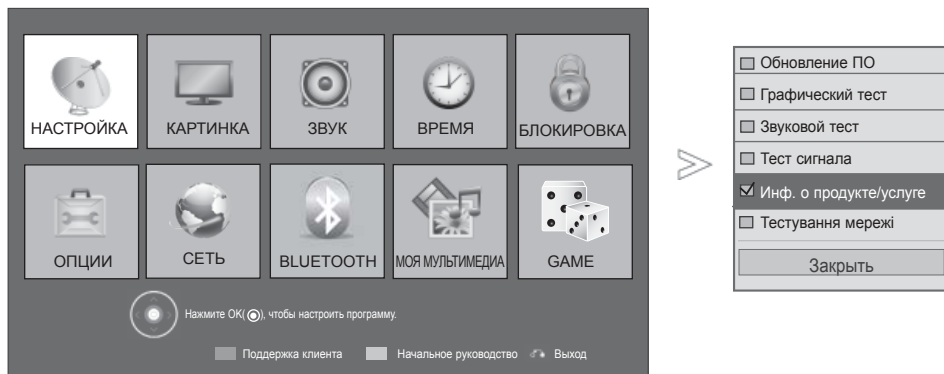 НАСТРОЙКА
КАРТИНКА
ЗВУК
ВРЕМЯ
БЛОКИРОВКА
ОПЦИИ
СЕТЬ
BLUETOOTH
МОЯ МУЛЬТИМЕДИА
GAME
Нажмите OK(◉), чтобы настроить программу.
Поддержка клиента Начальное руководство Выход
Обновление ПО
Графический тест
Звуковой тест
Тест сигнала
Инф. о продукте/услуге
Тестування мережі
Закрыть